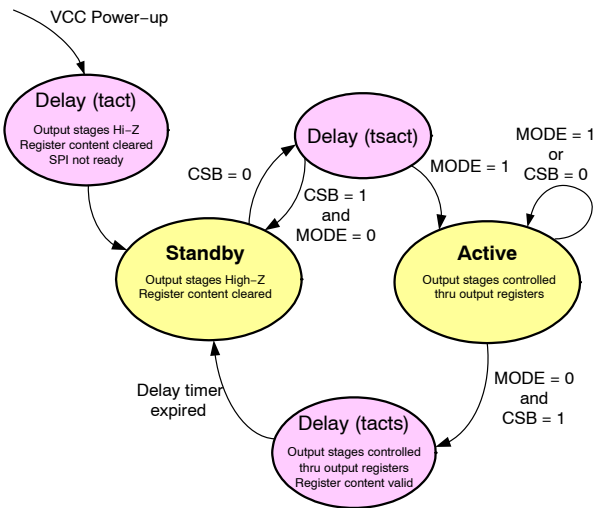 VCC Power−up
Delay (tact)
Output stages Hi−Z
Register content cleared
SPI not ready
CSB = 0
Delay (tsact)
CSB = 1
and
MODE = 0
MODE = 1
MODE = 1
or
CSB = 0
Standby
Output stages High−Z
Register content cleared
Active
Output stages controlled
thru output registers
Delay timer
expired
MODE = 0
and
CSB = 1
Delay (tacts)
Output stages controlled
thru output registers
Register content valid